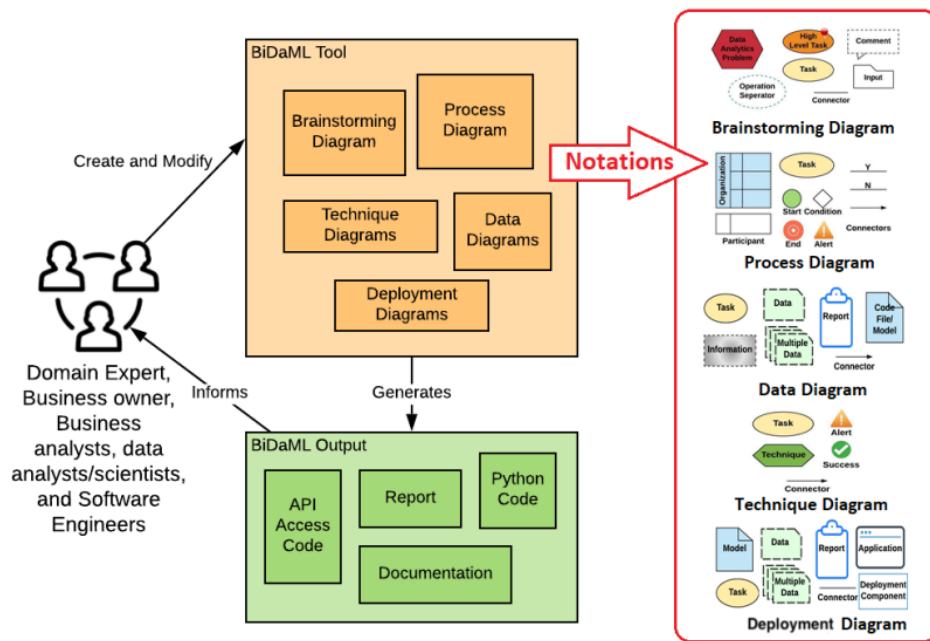 BiDaML Tool
Brainstorming
Diagram
Process
Diagram
Technique
Diagrams
Data
Diagrams
Deployment
Diagrams
Create and Modify
Domain Expert,
Business owner,
Business
analysts, data
analysts/scientists,
and Software
Engineers
Informs
Generates
BiDaML Output
API
Access
Code
Report
Python
Code
Documentation
Notations
Data
Analytics
Problem
High
Level Task
Comment
Task
Input
Operation
Seperator
Connector
Brainstorming Diagram
Organization
Task
Y
N
Start
Condition
Participant
End
Alert
Connectors
Process Diagram
Task
Data
Report
Code
File/
Model
Information
Multiple
Data
Connector
Data Diagram
Task
Alert
Technique
Success
Connector
Technique Diagram
Model
Data
Report
Application
Task
Multiple
Data
Connector
Deployment
Component
Deployment Diagram